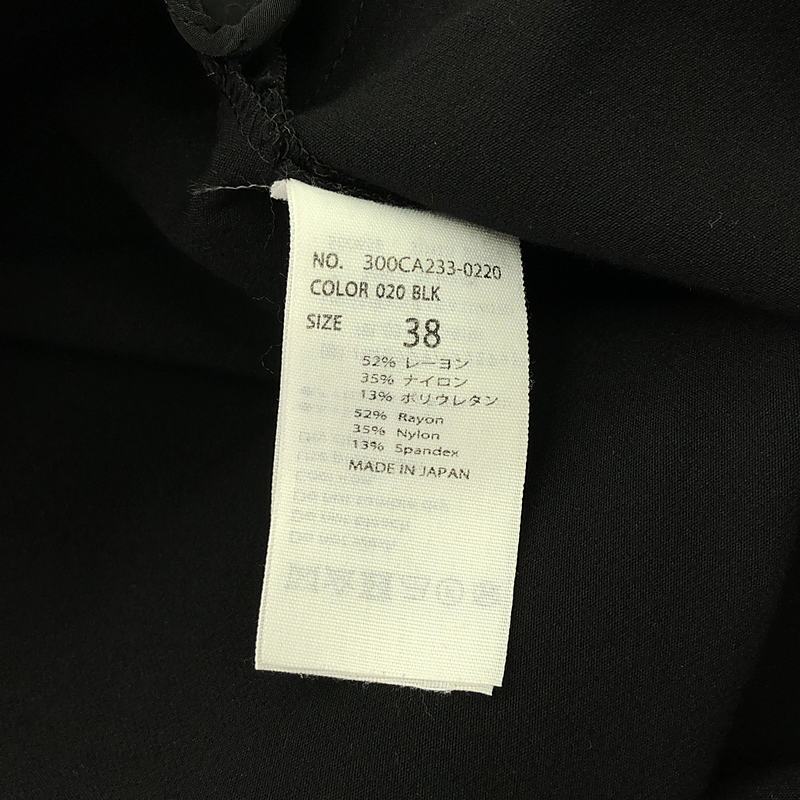 NO. 300CA233-0220
COLOR 020 BLK
SIZE 38
52% レーヨン
35% ナイロン
13% ポリウレタン
52% Rayon
35% Nylon
13% Spandex
MADE IN JAPAN